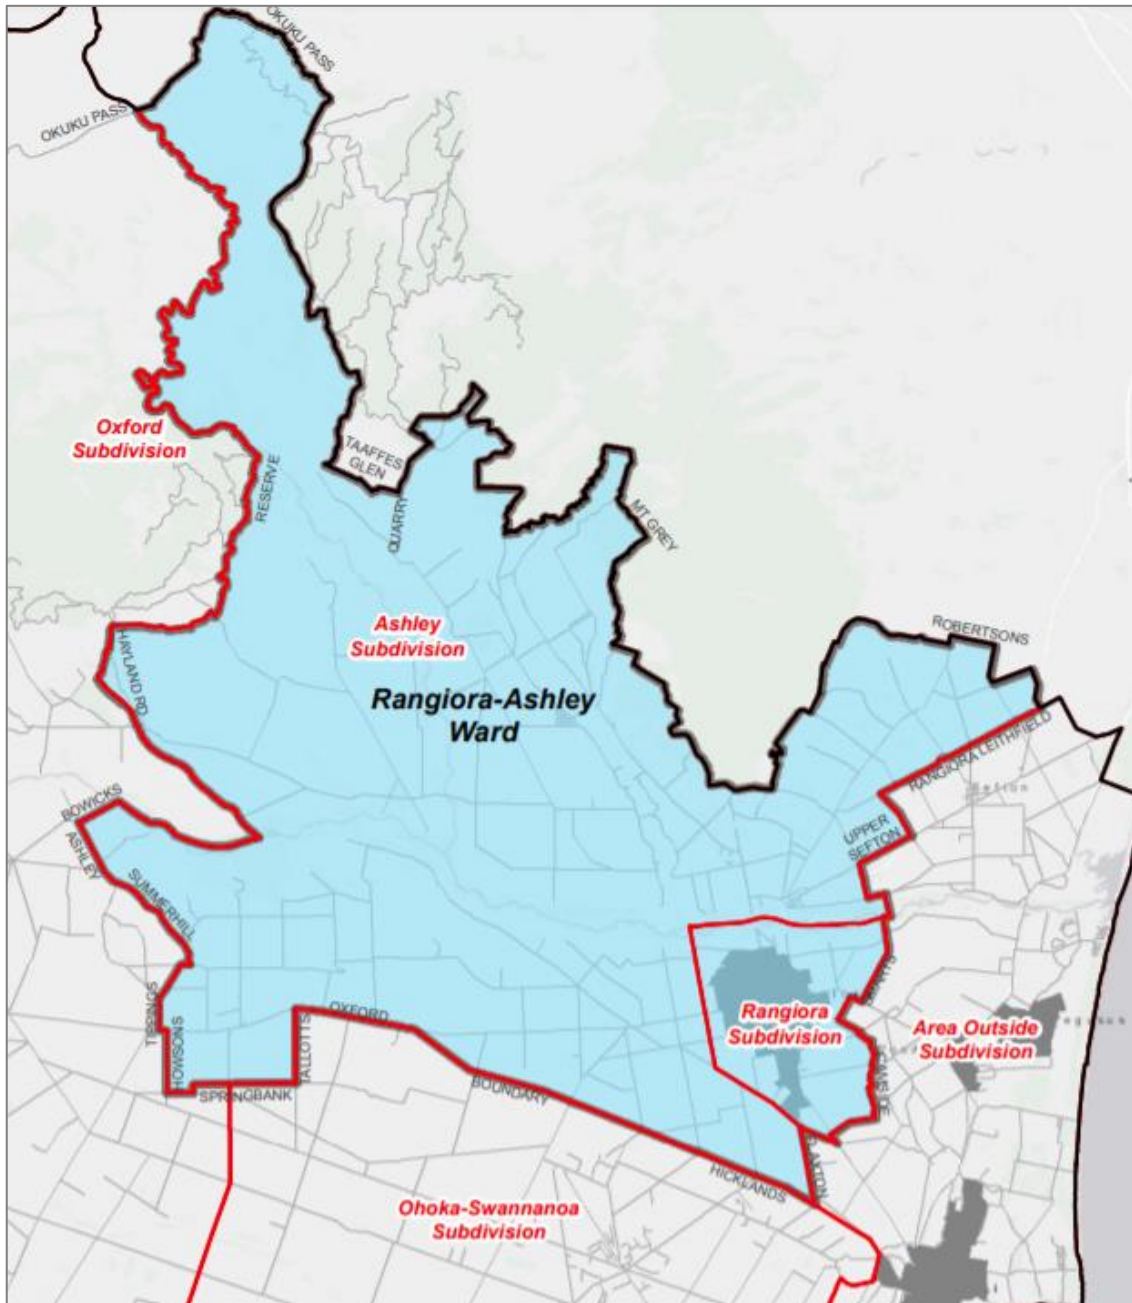 OKUKU PASS
OKUKU PASS
Oxford
Subdivision
TAAFFES
GLEN
RESERVE
QUARRY
MT GREY
Ashley
Subdivision
ROBERTSONS
HAYLAND RD
Rangiora-Ashley
Ward
RANGIORA LEITHFIELD
Sefton
BOWICKS
ASHLEY
UPPER
SEFTON
SUMMERHILL
TIPPINGS
HOWSONS
TALLOTTS
OXFORD
SPRINGBANK
BOUNDARY
Rangiora
Subdivision
Area Outside
Subdivision
HICKLANDS
Ohoka-Swannanoa
Subdivision